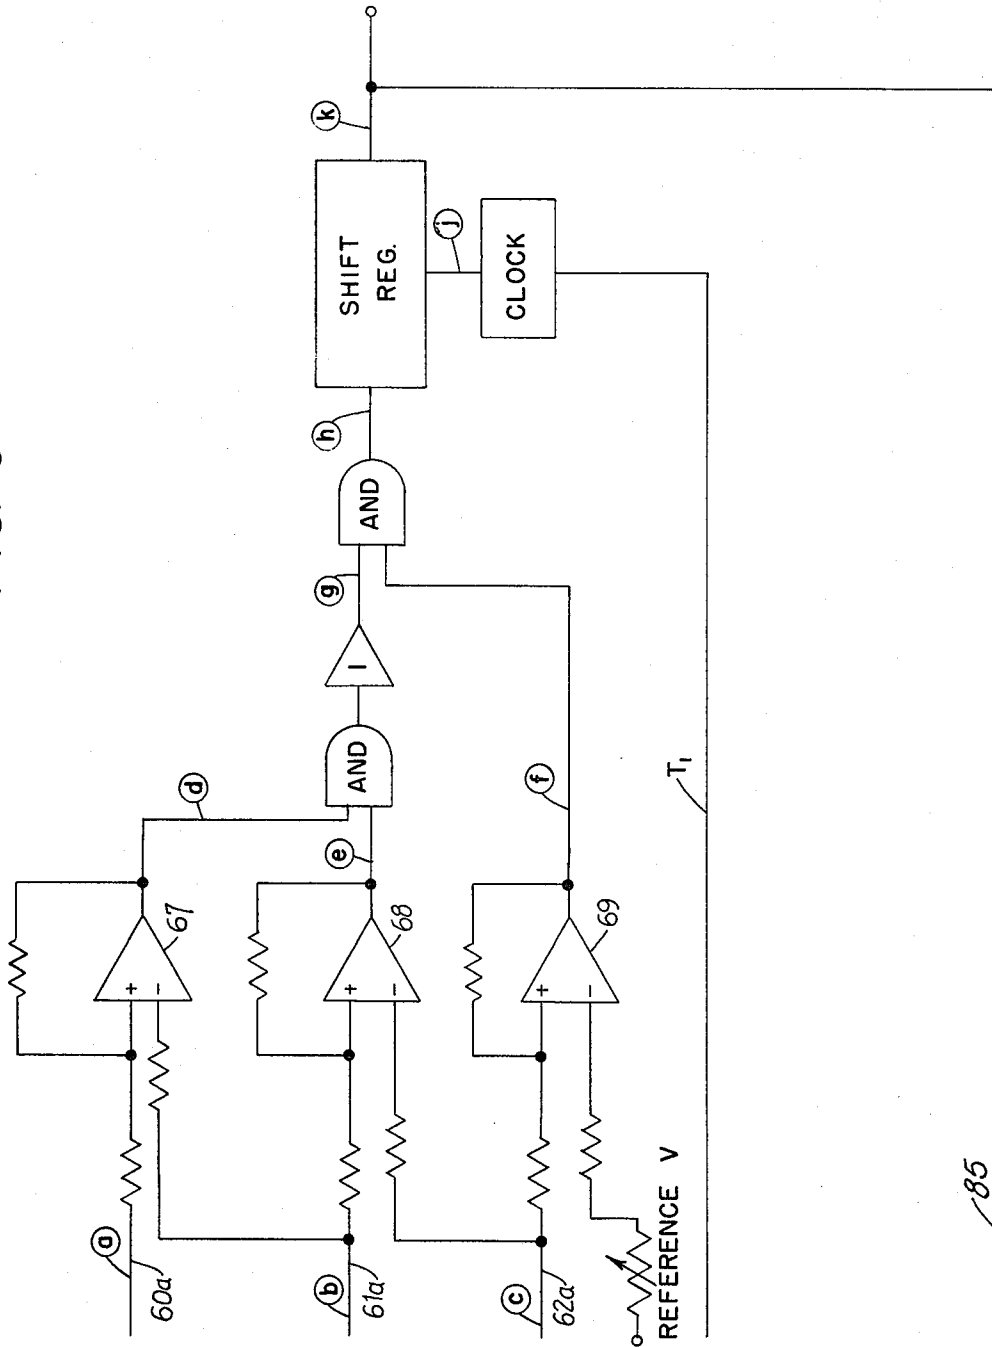 a
60a
b
61a
c
62a
REFERENCE V
+
−
67
+
−
68
+
−
69
d
e
f
AND
I
g
AND
h
SHIFT
REG.
j
CLOCK
k
T1
85